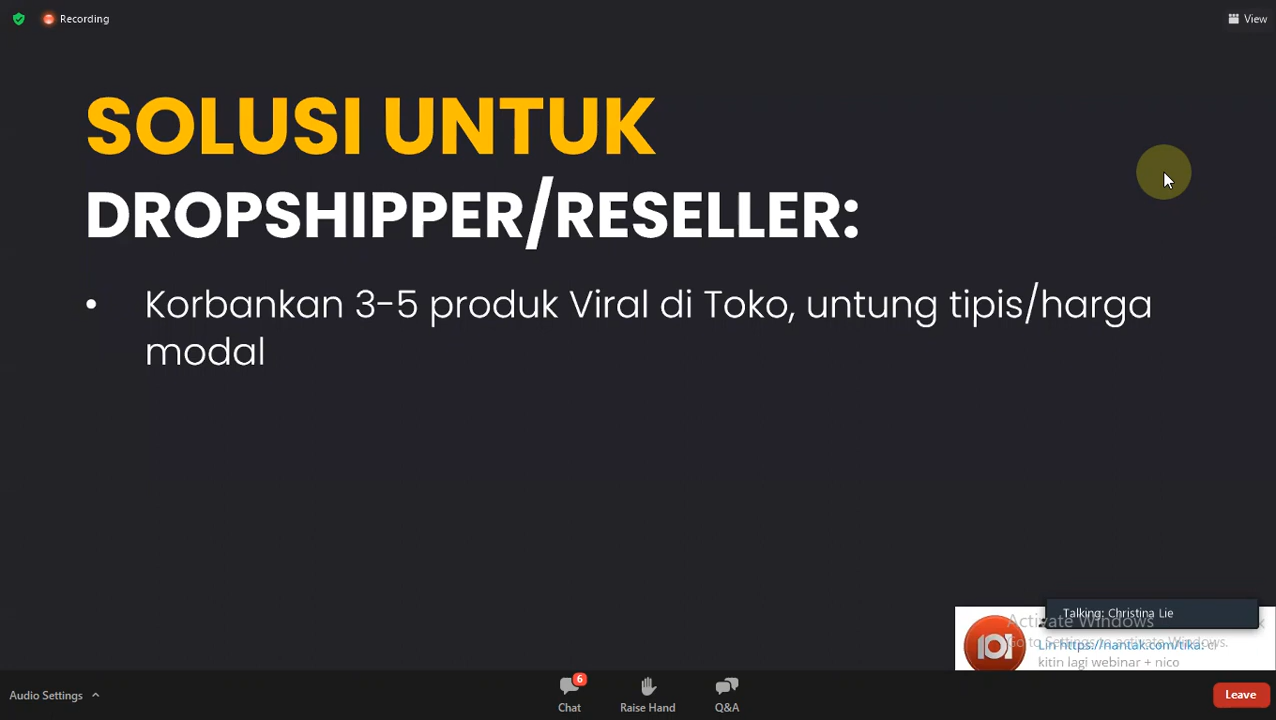 Recording
View
SOLUSI UNTUK
DROPSHIPPER/RESELLER:
• Korbankan 3-5 produk Viral di Toko, untung tipis/harga
modal
Talking: Christina Lie
Activate Windows
Go to Settings to activate Windows.
Lin https://nantak.com/tika: ci
kitin lagi webinar + nico
Audio Settings
6
Chat
Raise Hand
Q&A
Leave